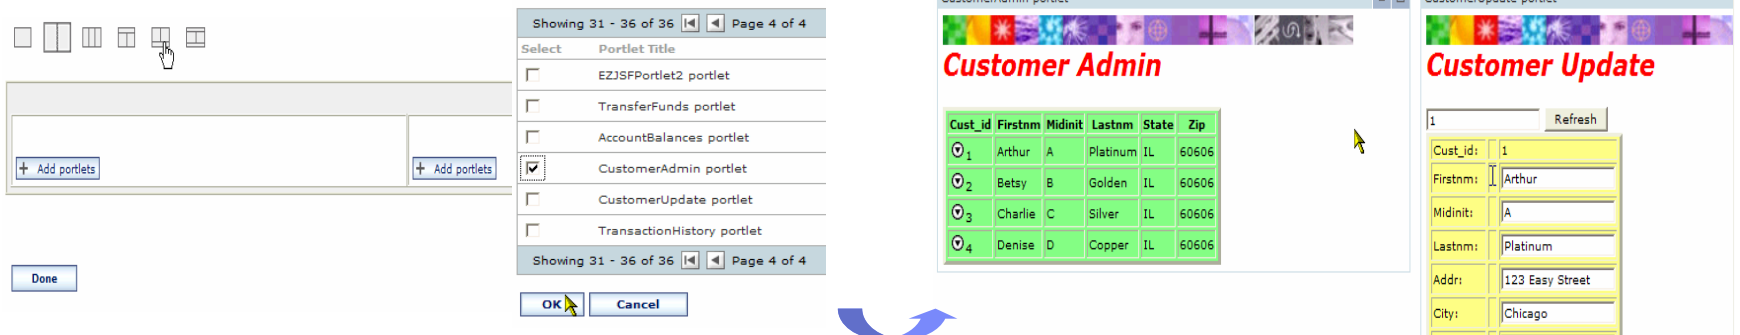 + Add portlets
+ Add portlets
Done
Showing 31 - 36 of 36 Page 4 of 4
Select Portlet Title
EZJSFPortlet2 portlet
TransferFunds portlet
AccountBalances portlet
CustomerAdmin portlet
CustomerUpdate portlet
TransactionHistory portlet
Showing 31 - 36 of 36 Page 4 of 4
OK Cancel
CustomerAdmin portlet
Customer Admin
Cust_id Firstnm Midinit Lastnm State Zip
1 Arthur A Platinum IL 60606
2 Betsy B Golden IL 60606
3 Charlie C Silver IL 60606
4 Denise D Copper IL 60606
CustomerUpdate portlet
Customer Update
1 Refresh
Cust_id: 1
Firstnm: Arthur
Midinit: A
Lastnm: Platinum
Addr: 123 Easy Street
City: Chicago